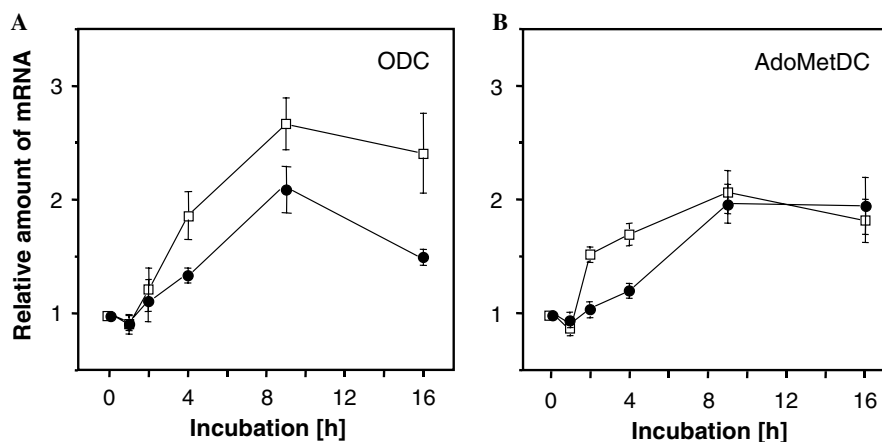 A
B
Relative amount of mRNA
ODC
AdoMetDC
3
2
1
3
2
1
0 4 8 12 16
0 4 8 12 16
Incubation [h]
Incubation [h]